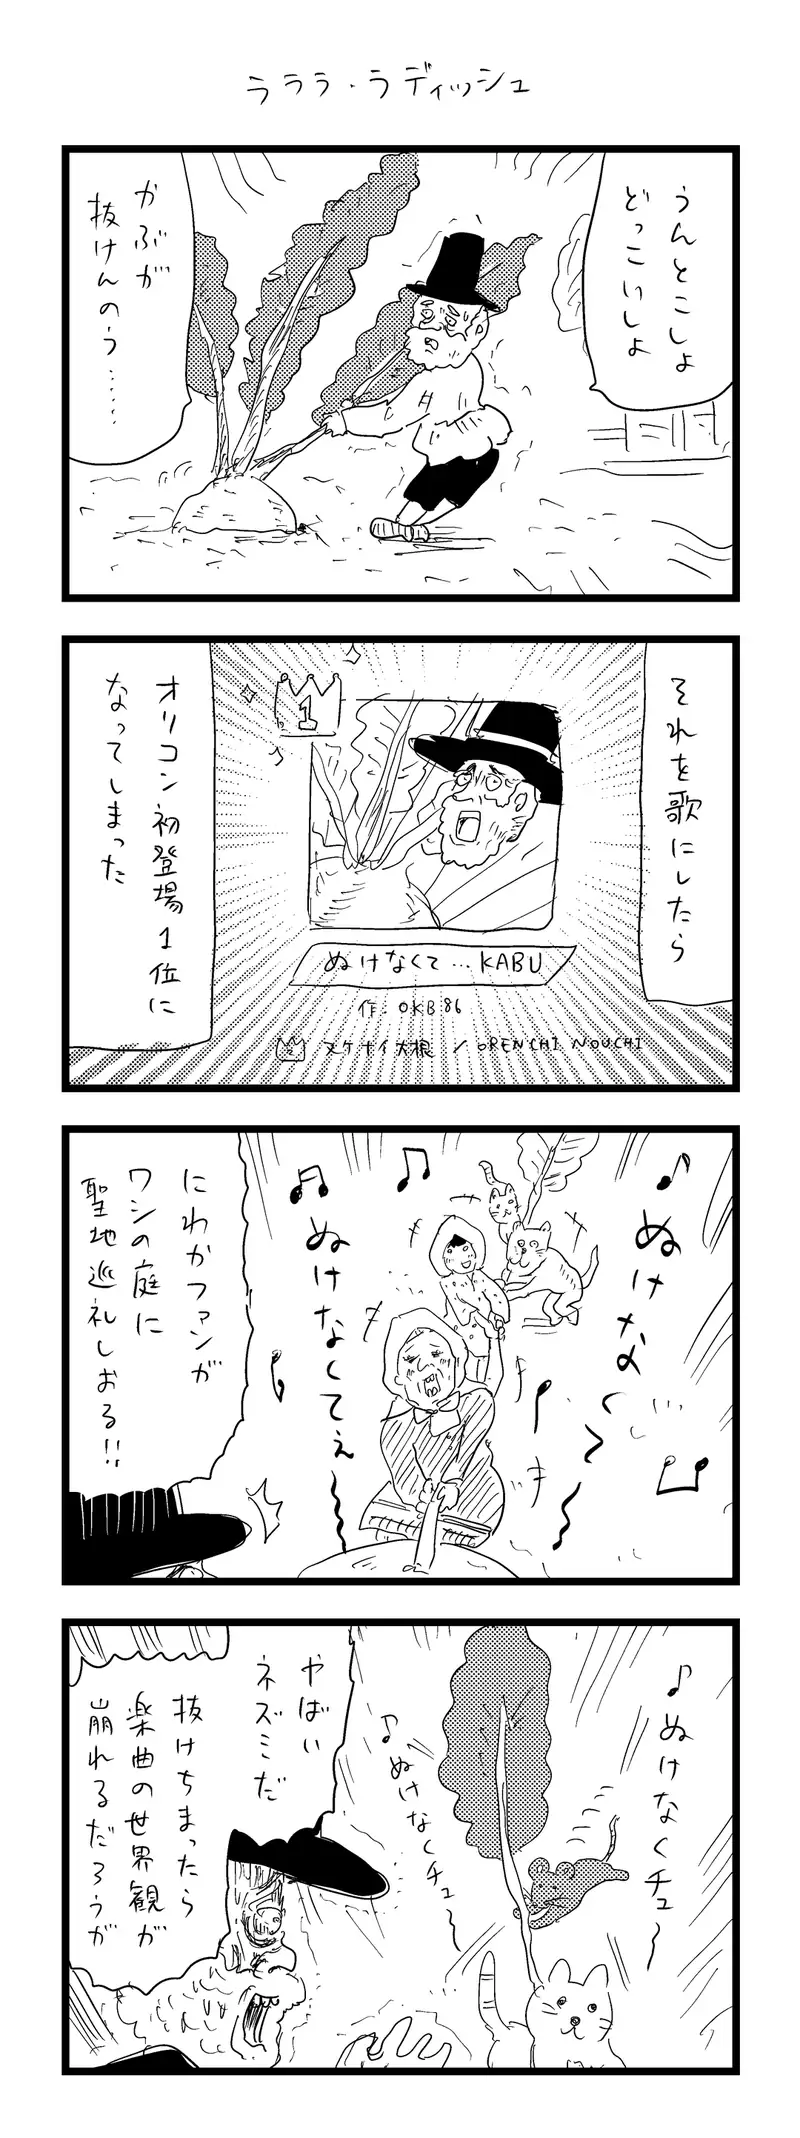 ラララ・ラディッシュ
うんとこしょ
どっこいしょ
かぶが
抜けんのう……
それを歌にしたら
1
ぬけなくて…KABU
作:OKB86
2 ヌケナイ大根 / ORENCHI NOUCHI
オリコン初登場1位に
なってしまった
♪ぬけなく〜
♪ぬけなくてぇ〜
にわかファンが
ワシの庭に
聖地巡礼しおる!!
♪ぬけなくチュ〜
♪ぬけなくチュ〜
やばい
ネズミだ
抜けちまったら
楽曲の世界観が
崩れるだろうが